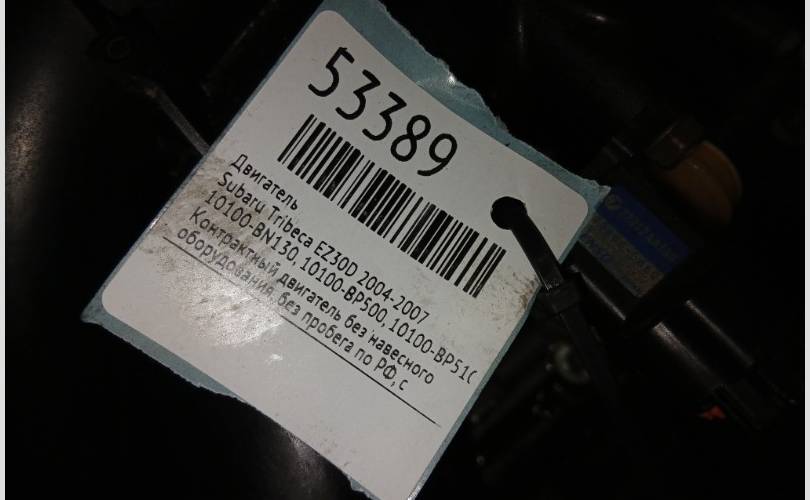 53389
Двигатель
Subaru Tribeca EZ30D 2004-2007
10100-BN130, 10100-BP500, 10100-BP51(
Контрактный двигатель без навесного
оборудования без пробега по РФ, с